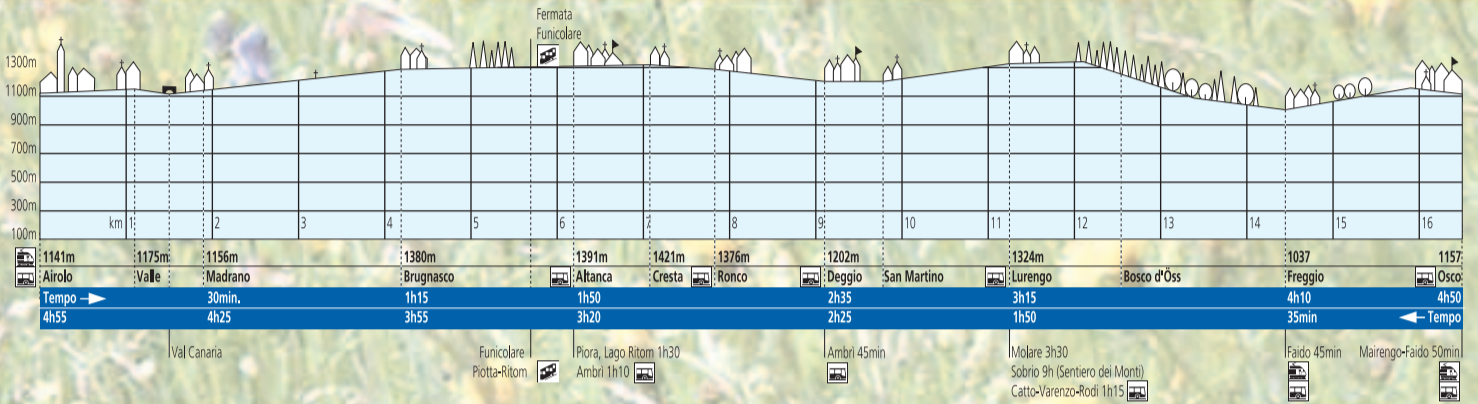 Fermata
Funicolare
1300m
1100m
900m
700m
500m
300m
100m
km 1 2 3 4 5 6 7 8 9 10 11 12 13 14 15 16
1141m 1175m 1156m 1380m 1391m 1421m 1376m 1202m 1324m 1037 1157
Airolo Valle Madrano Brugnasco Altanca Cresta Ronco Deggio San Martino Lurengo Bosco d'Öss Freggio Osco
Tempo 30min. 1h15 1h50 2h35 3h15 4h10 4h50
4h55 4h25 3h55 3h20 2h25 1h50 35min Tempo
Val Canaria
Funicolare
Piotta-Ritom
Piora, Lago Ritom 1h30
Ambrì 1h10
Ambrì 45min
Molare 3h30
Sobrio 9h (Sentiero dei Monti)
Catto-Varenzo-Rodi 1h15
Faido 45min
Mairengo-Faido 50min